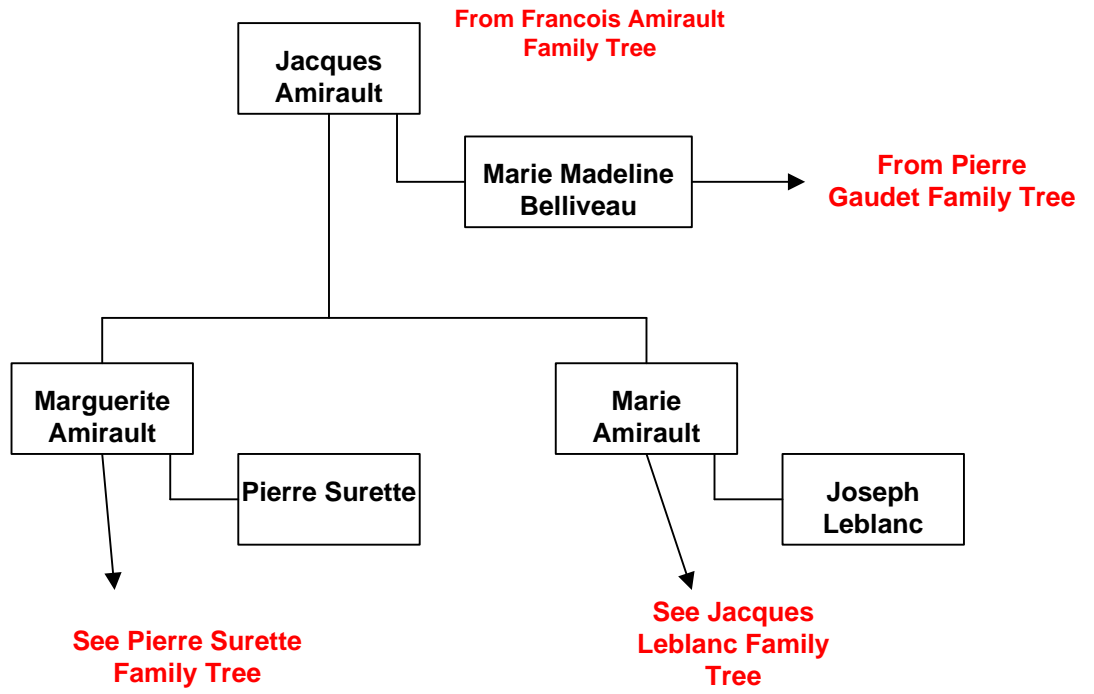 From Francois Amirault
Family Tree
Jacques
Amirault
Marie Madeline
Belliveau
From Pierre
Gaudet Family Tree
Marguerite
Amirault
Marie
Amirault
Pierre Surette
Joseph
Leblanc
See Pierre Surette
Family Tree
See Jacques
Leblanc Family
Tree